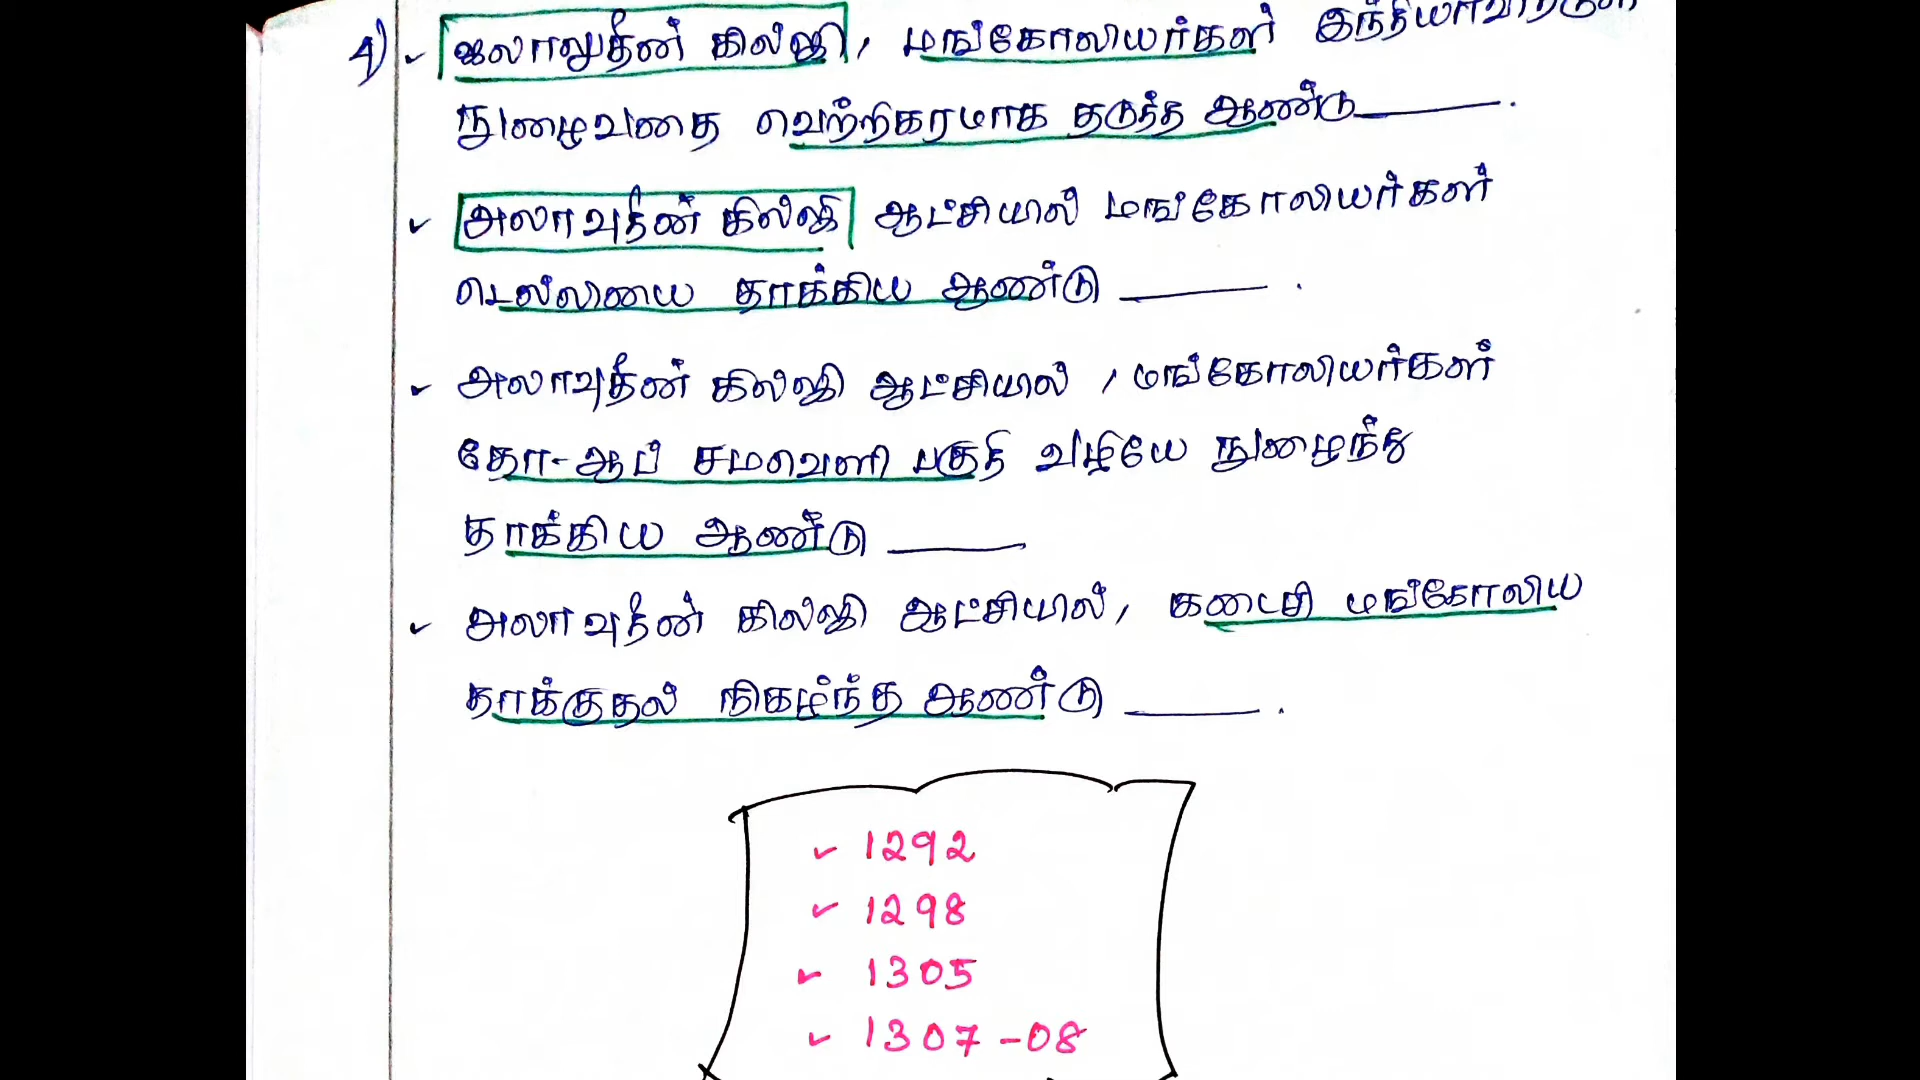 4) ✓ ஜலாலுதீன் கில்ஜி, மங்கோலியர்கள் இந்தியாவிற்குள்
நுழைவதை வெற்றிகரமாக தடுத்த ஆண்டு______.
✓ அலாவுதீன் கில்ஜி ஆட்சியில் மங்கோலியர்கள்
டெல்லியை தாக்கிய ஆண்டு ______ .
✓ அலாவுதீன் கில்ஜி ஆட்சியில் , மங்கோலியர்கள்
தோ-ஆப் சமவெளி பகுதி வழியே நுழைந்து
தாக்கிய ஆண்டு ______
✓ அலாவுதீன் கில்ஜி ஆட்சியில், கடைசி மங்கோலிய
தாக்குதல் நிகழ்ந்த ஆண்டு ______ .
✓ 1292
✓ 1298
✓ 1305
✓ 1307-08